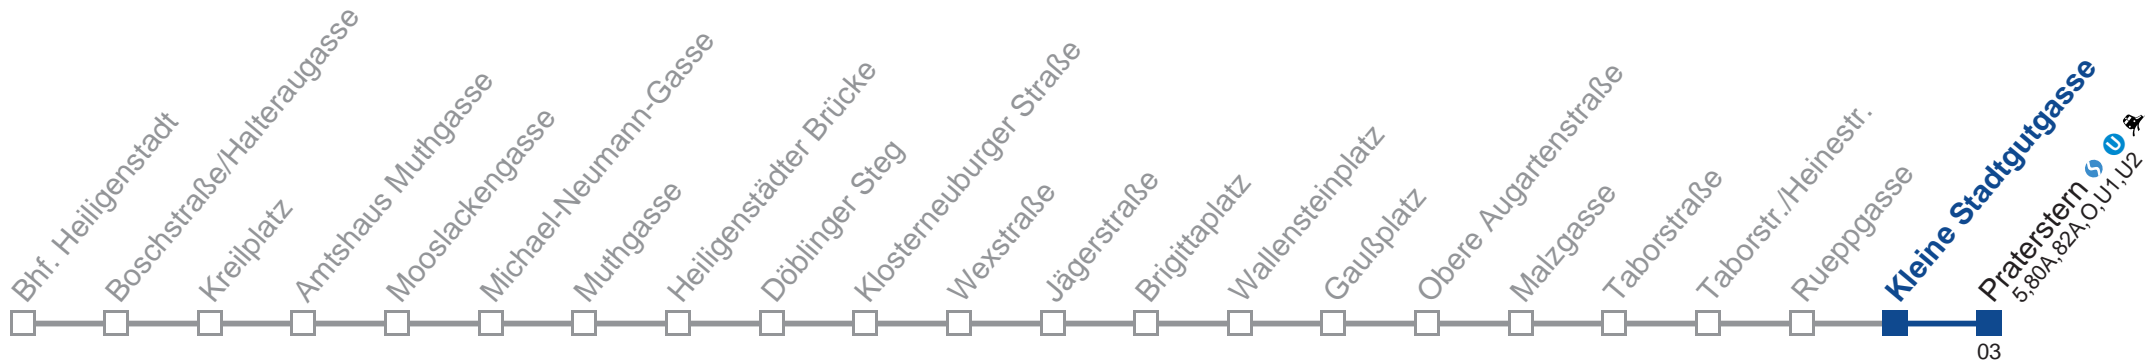 Bhf. Heiligenstadt
Boschstraße/Halteraugasse
Kreilplatz
Amtshaus Muthgasse
Mooslackengasse
Michael-Neumann-Gasse
Muthgasse
Heiligenstädter Brücke
Döblinger Steg
Klosterneuburger Straße
Wexstraße
Jägerstraße
Brigittaplatz
Wallensteinplatz
Gaußplatz
Obere Augartenstraße
Malzgasse
Taborstraße
Taborstr./Heinestr.
Rueppgasse
Kleine Stadtgutgasse
Praterstern S U
5,80A,82A,O,U1,U2
03